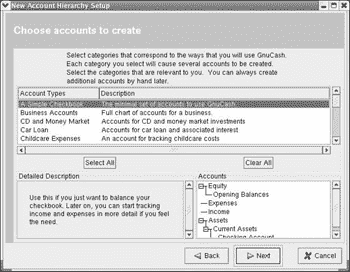 New Account Hierarchy Setup
Choose accounts to create
Select categories that correspond to the ways that you will use GnuCash.
Each category you select will cause several accounts to be created.
Select the categories that are relevant to you. You can always create
additional accounts by hand later.
Account Types Description
A Simple Checkbook The minimal set of accounts to use GnuCash
Business Accounts Full chart of accounts for a business.
CD and Money Market Accounts for CD and money market investments
Car Loan Accounts for car loan and associated interest
Childcare Expenses An account for tracking childcare costs
Select All Clear All
Detailed Description Accounts
Use this if you just want to balance your
checkbook. Later on, you can start tracking
income and expenses in more detail if you feel
the need.
Equity
Opening Balances
Expenses
Income
Assets
Current Assets
Checking Account
Back Next Cancel